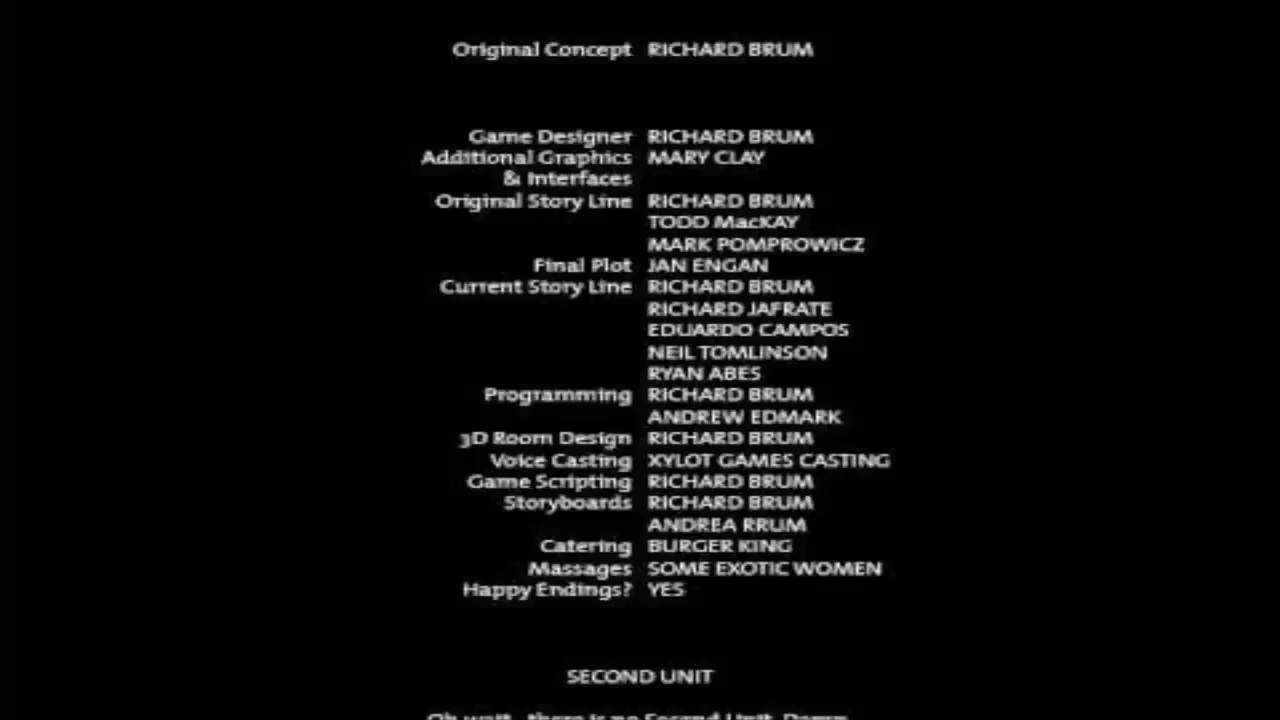 Original Concept RICHARD BRUM
Game Designer RICHARD BRUM
Additional Graphics MARY CLAY
& Interfaces
Original Story Line RICHARD BRUM
TODD MacKAY
MARK POMPROWICZ
Final Plot JAN ENGAN
Current Story Line RICHARD BRUM
RICHARD JAFRATE
EDUARDO CAMPOS
NEIL TOMLINSON
RYAN ABES
Programming RICHARD BRUM
ANDREW EDMARK
3D Room Design RICHARD BRUM
Voice Casting XYLOT GAMES CASTING
Game Scripting RICHARD BRUM
Storyboards RICHARD BRUM
ANDREA RRUM
Catering BURGER KING
Massages SOME EXOTIC WOMEN
Happy Endings? YES
SECOND UNIT
Oh wait, there is no Second Unit. Damn